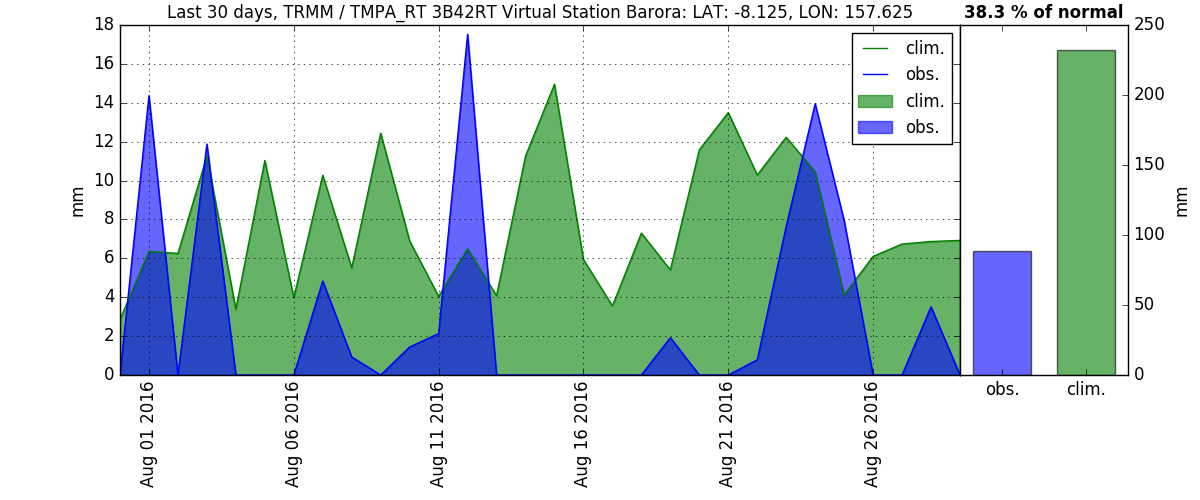 Last 30 days, TRMM / TMPA_RT 3B42RT Virtual Station Barora: LAT: -8.125, LON: 157.625
38.3 % of normal
18
16
14
12
10
8
6
4
2
0
mm
clim.
obs.
clim.
obs.
Aug 01 2016
Aug 06 2016
Aug 11 2016
Aug 16 2016
Aug 21 2016
Aug 26 2016
250
200
150
100
50
0
mm
obs.
clim.